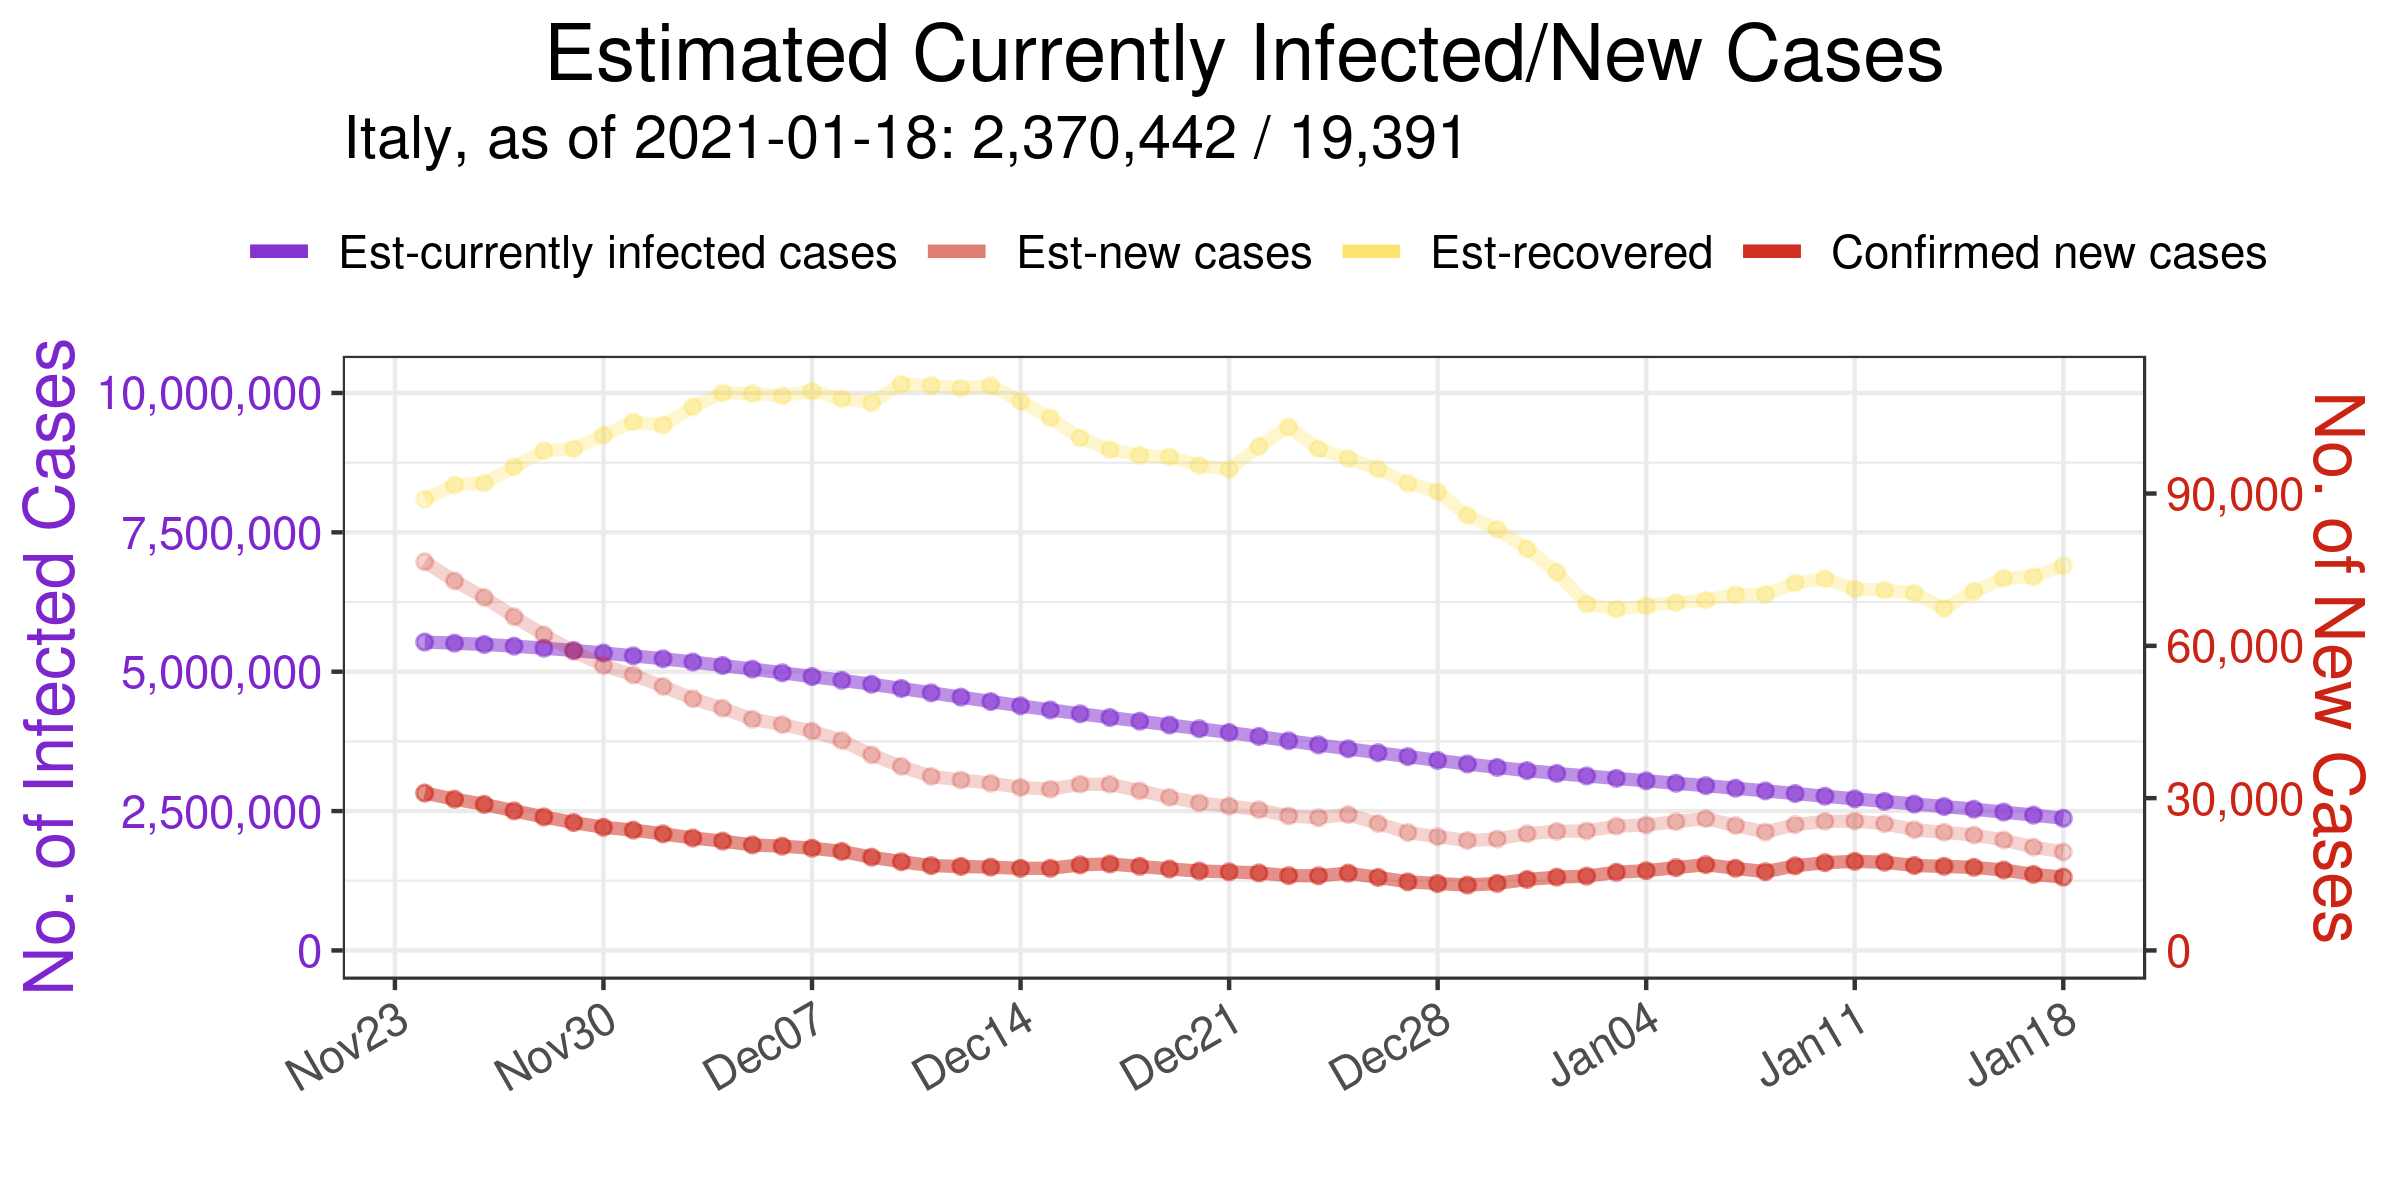 Estimated Currently Infected/New Cases
Italy, as of 2021-01-18: 2,370,442 / 19,391
Est-currently infected cases Est-new cases Est-recovered Confirmed new cases
No. of Infected Cases
10,000,000
7,500,000
5,000,000
2,500,000
0
90,000
60,000
30,000
0
No. of New Cases
Nov23 Nov30 Dec07 Dec14 Dec21 Dec28 Jan04 Jan11 Jan18